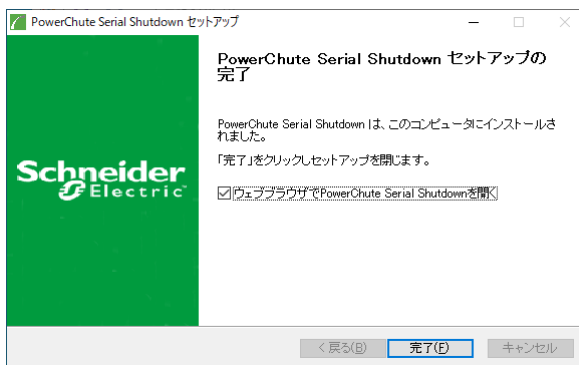 PowerChute Serial Shutdown セットアップ
PowerChute Serial Shutdown セットアップの
完了
PowerChute Serial Shutdown は、このコンピュータにインストールさ
れました。
「完了」をクリックしセットアップを閉じます。
ウェブブラウザでPowerChute Serial Shutdownを開く
Schneider
Electric
< 戻る(B)
完了(F)
キャンセル